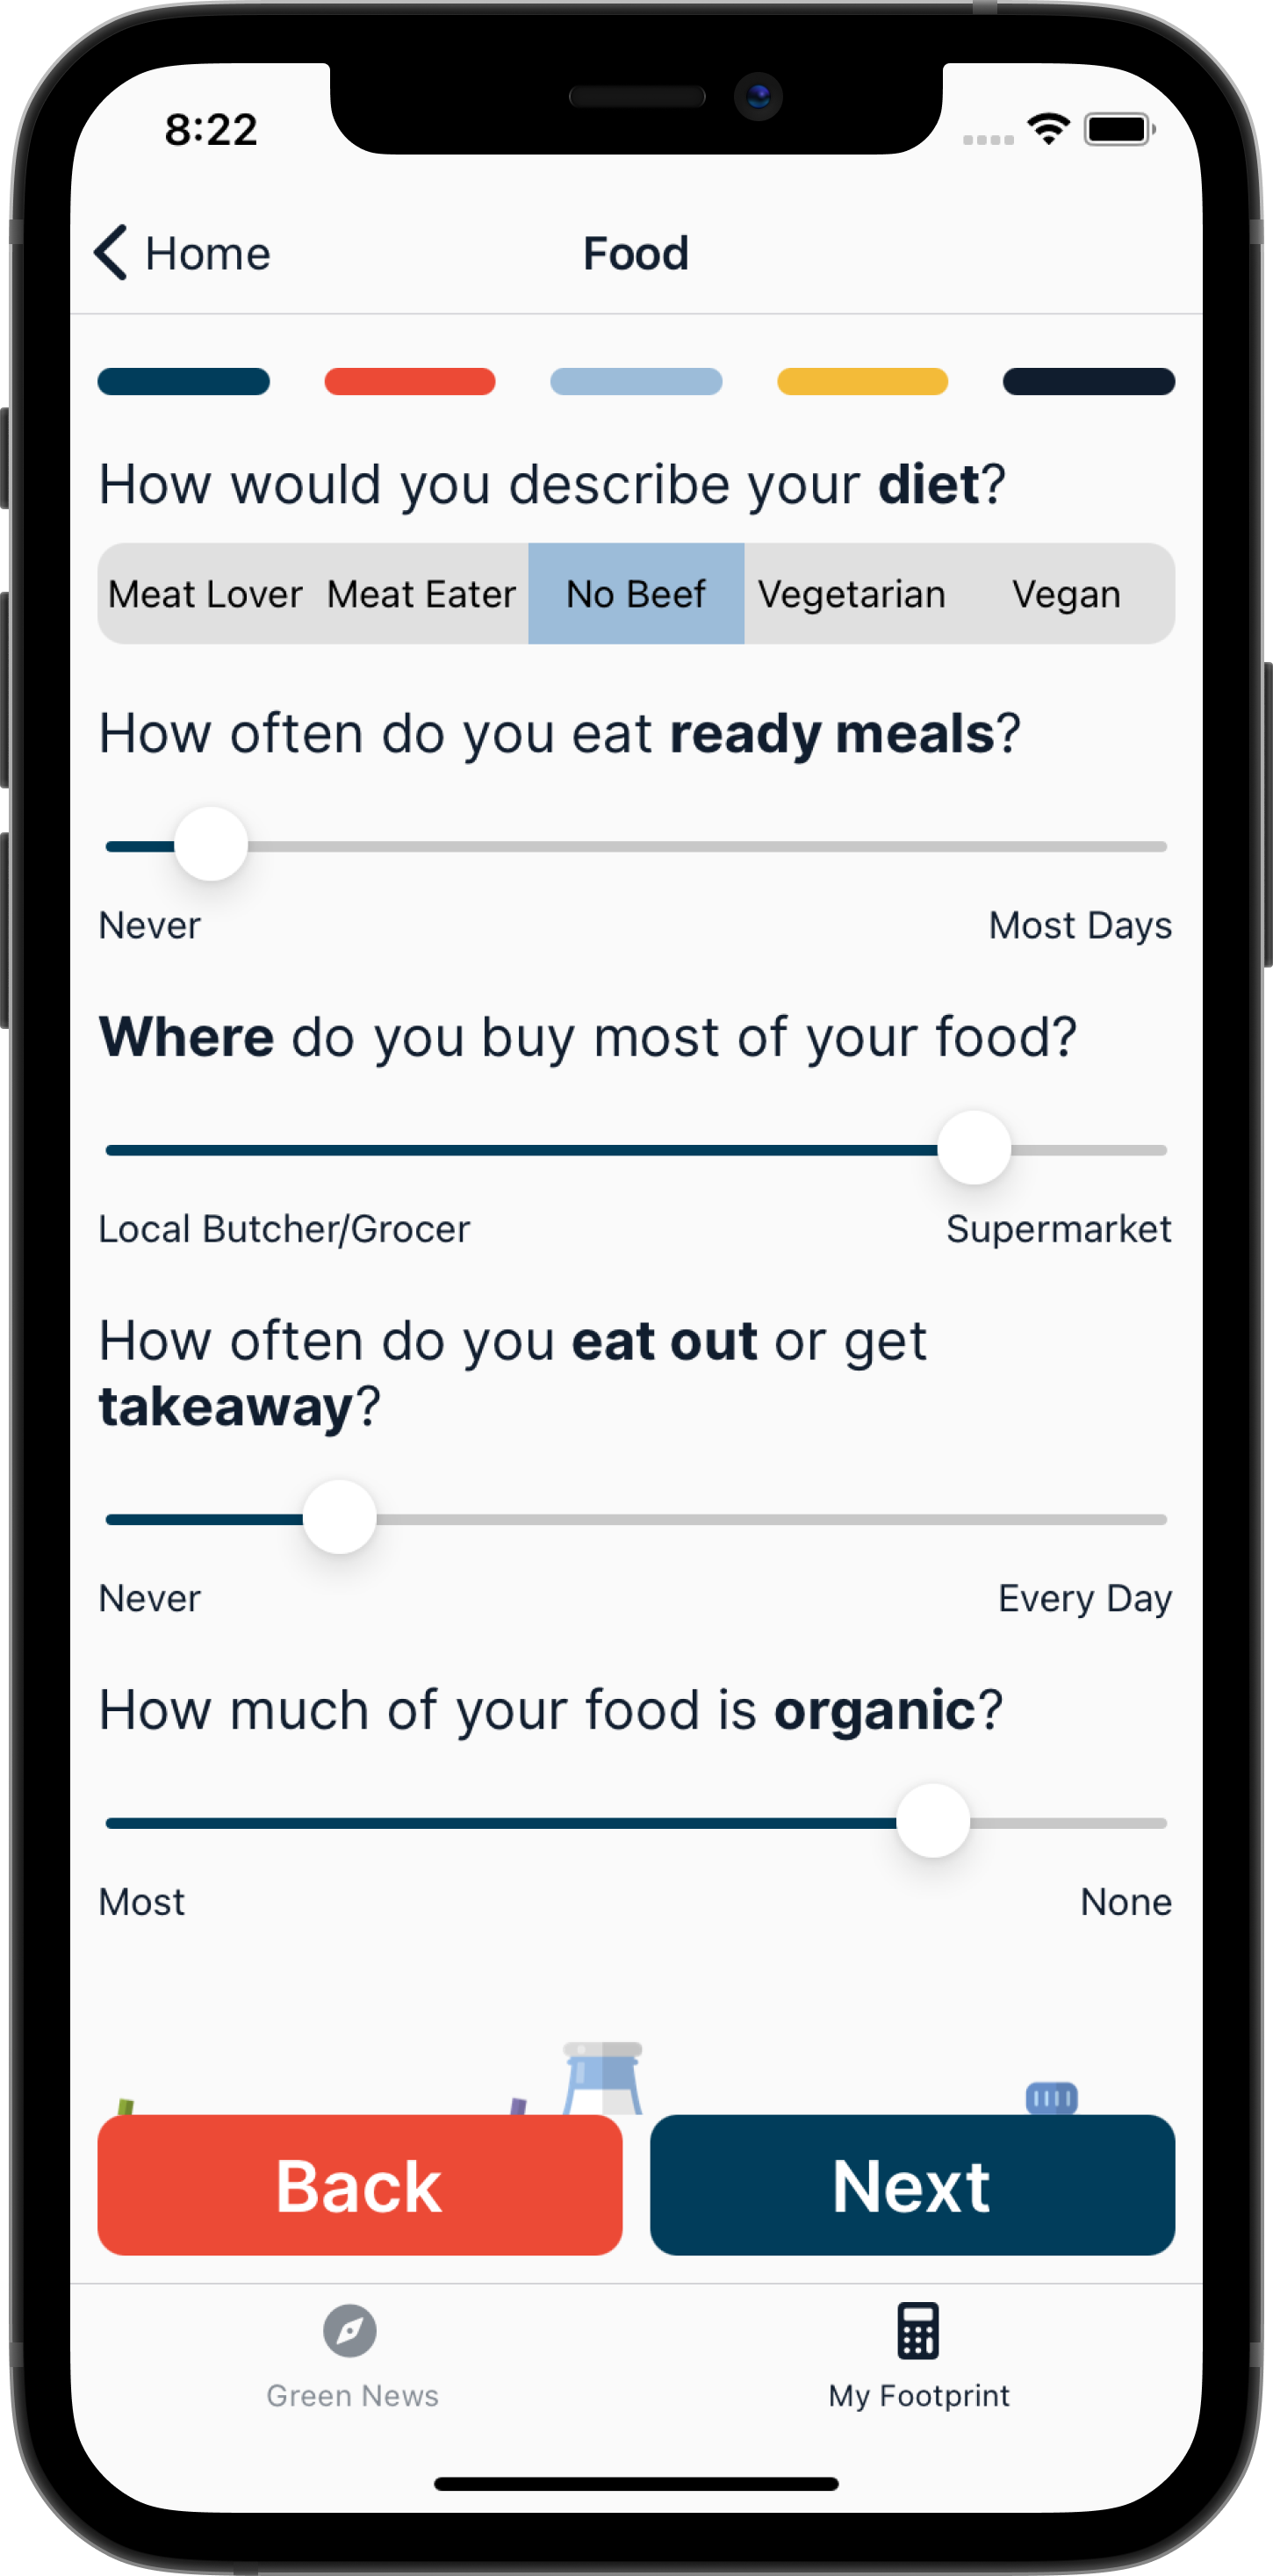 8:22
Home
Food
How would you describe your diet?
Meat Lover Meat Eater No Beef Vegetarian Vegan
How often do you eat ready meals?
Never Most Days
Where do you buy most of your food?
Local Butcher/Grocer Supermarket
How often do you eat out or get
takeaway?
Never Every Day
How much of your food is organic?
Most None
Back Next
Green News My Footprint